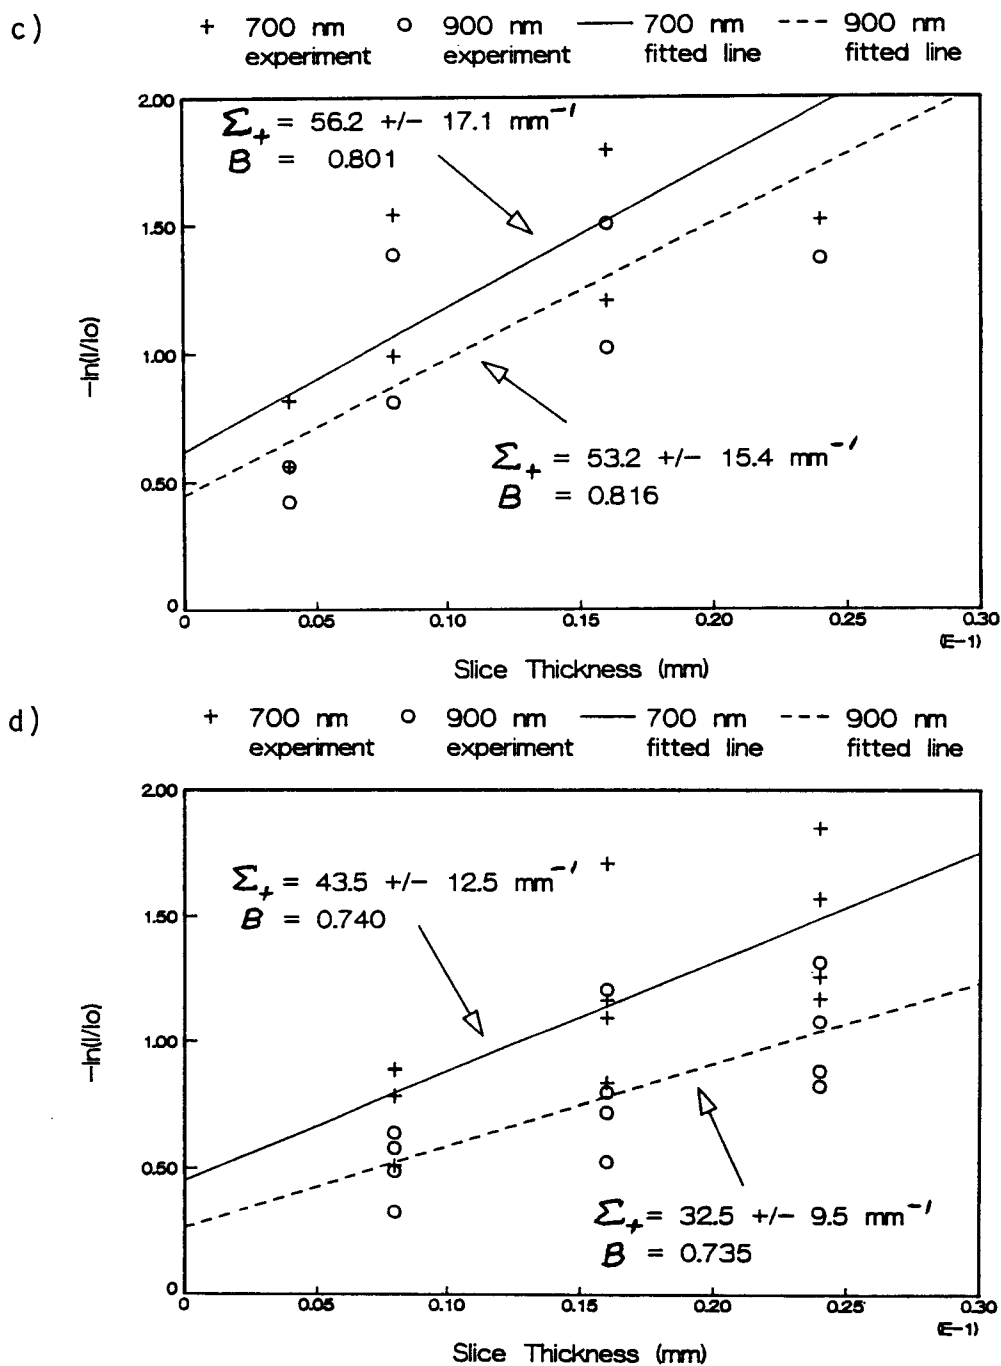 c)
+ 700 nm experiment o 900 nm experiment 700 nm fitted line 900 nm fitted line
2.00
Σ+ = 56.2 +/- 17.1 mm-1
B = 0.801
1.50
1.00
-ln(I/Io)
Σ+ = 53.2 +/- 15.4 mm-1
B = 0.816
0.50
0
0 0.05 0.10 0.15 0.20 0.25 0.30
(E-1)
Slice Thickness (mm)
d)
+ 700 nm experiment o 900 nm experiment 700 nm fitted line 900 nm fitted line
2.00
Σ+ = 43.5 +/- 12.5 mm-1
B = 0.740
1.50
1.00
-ln(I/Io)
0.50
Σ+ = 32.5 +/- 9.5 mm-1
B = 0.735
0
0 0.05 0.10 0.15 0.20 0.25 0.30
(E-1)
Slice Thickness (mm)